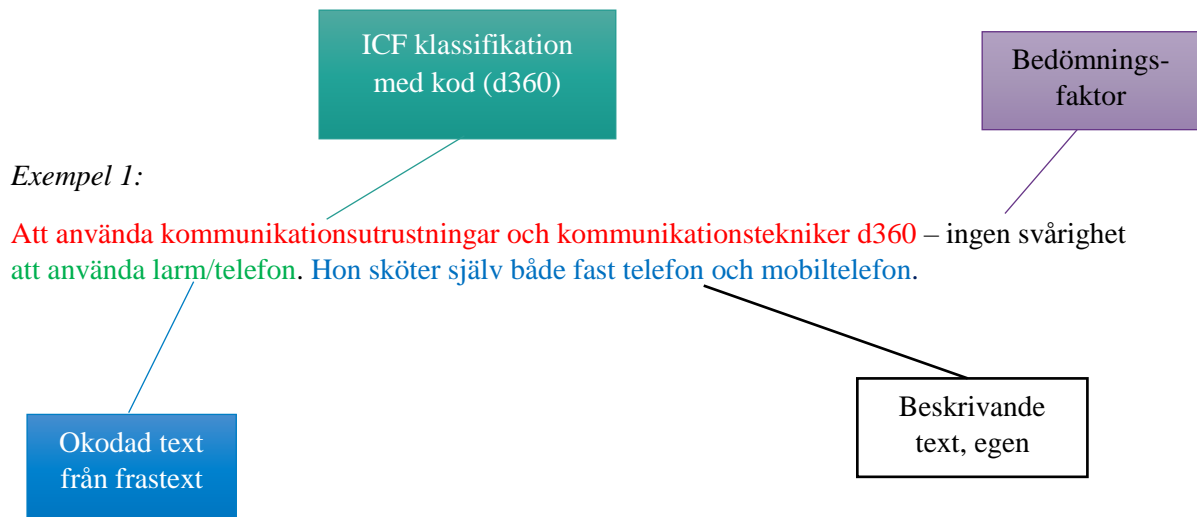 ICF klassifikation
med kod (d360)
Bedömnings-
faktor
Exempel 1:
Att använda kommunikationsutrustningar och kommunikationstekniker d360 – ingen svårighet
att använda larm/telefon. Hon sköter själv både fast telefon och mobiltelefon.
Okodad text
från frastext
Beskrivande
text, egen